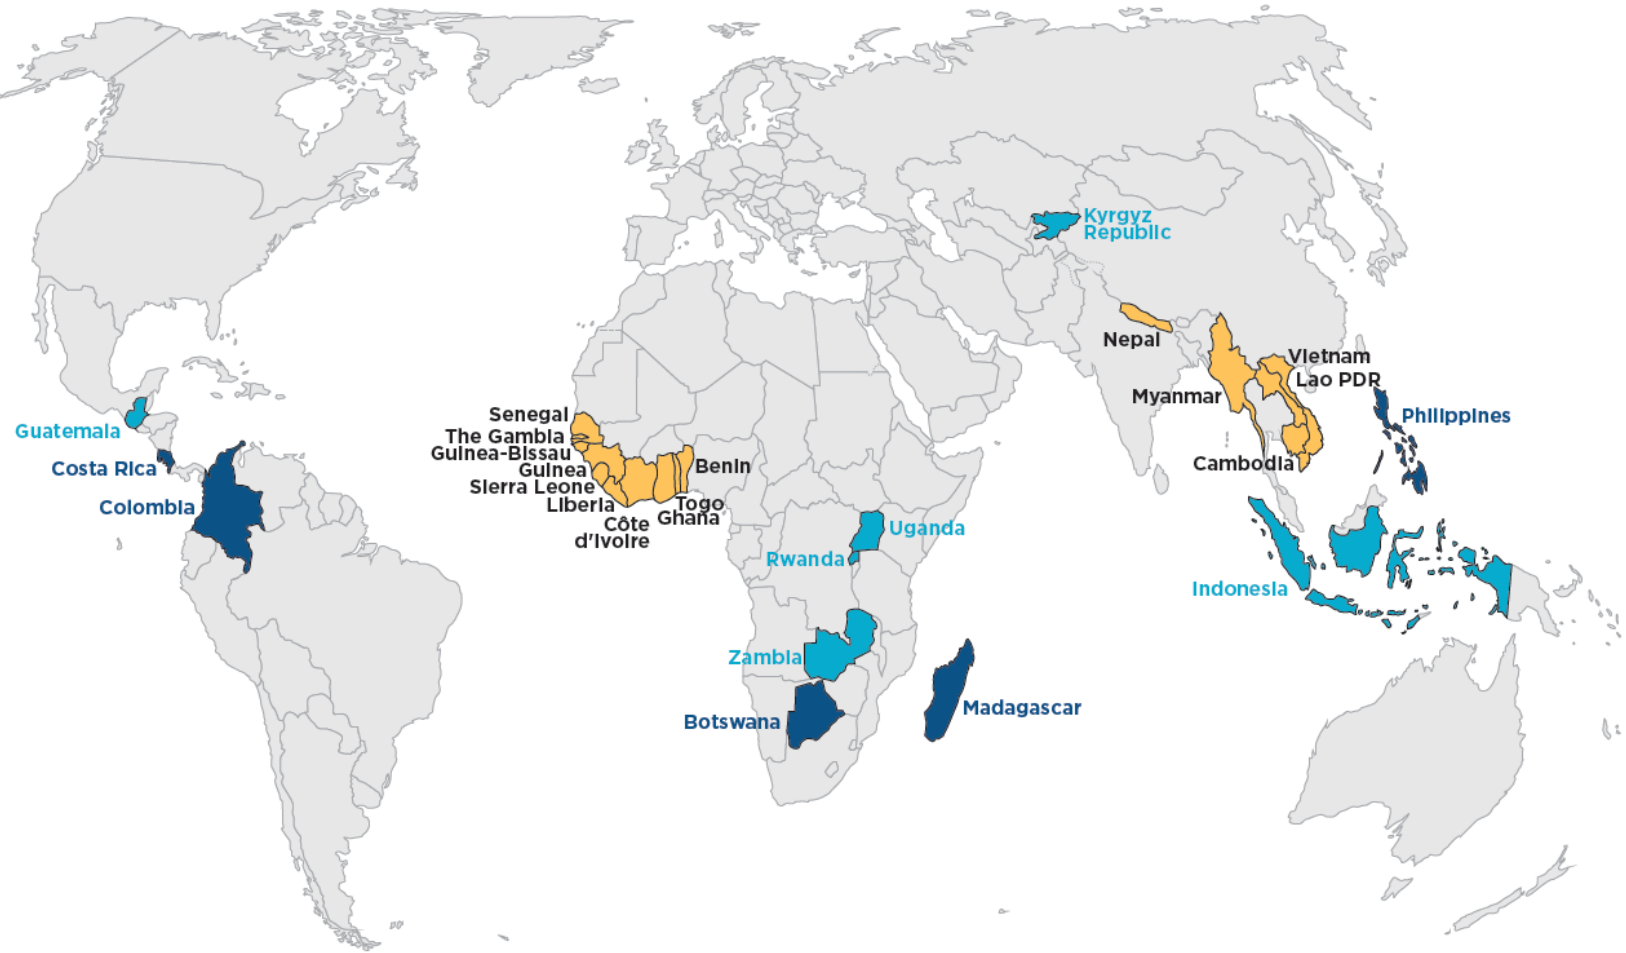 Kyrgyz
Republic
Nepal
Vietnam
Lao PDR
Myanmar
Philippines
Senegal
Guatemala
The Gambia
Guinea-Bissau
Costa Rica
Guinea
Benin
Cambodia
Sierra Leone
Colombia
Liberia
Togo
Ghana
Côte
d'Ivoire
Uganda
Rwanda
Indonesia
Zambia
Madagascar
Botswana